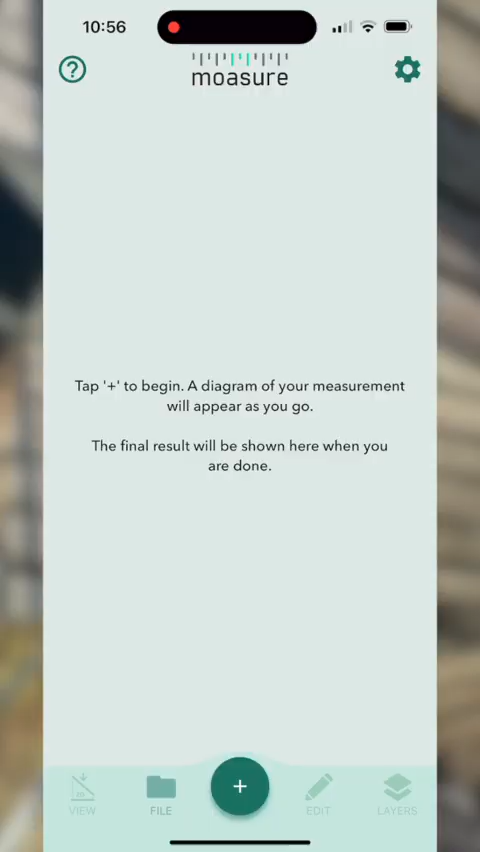 10:56
moasure
Tap '+' to begin. A diagram of your measurement
will appear as you go.
The final result will be shown here when you
are done.
VIEW
FILE
EDIT
LAYERS